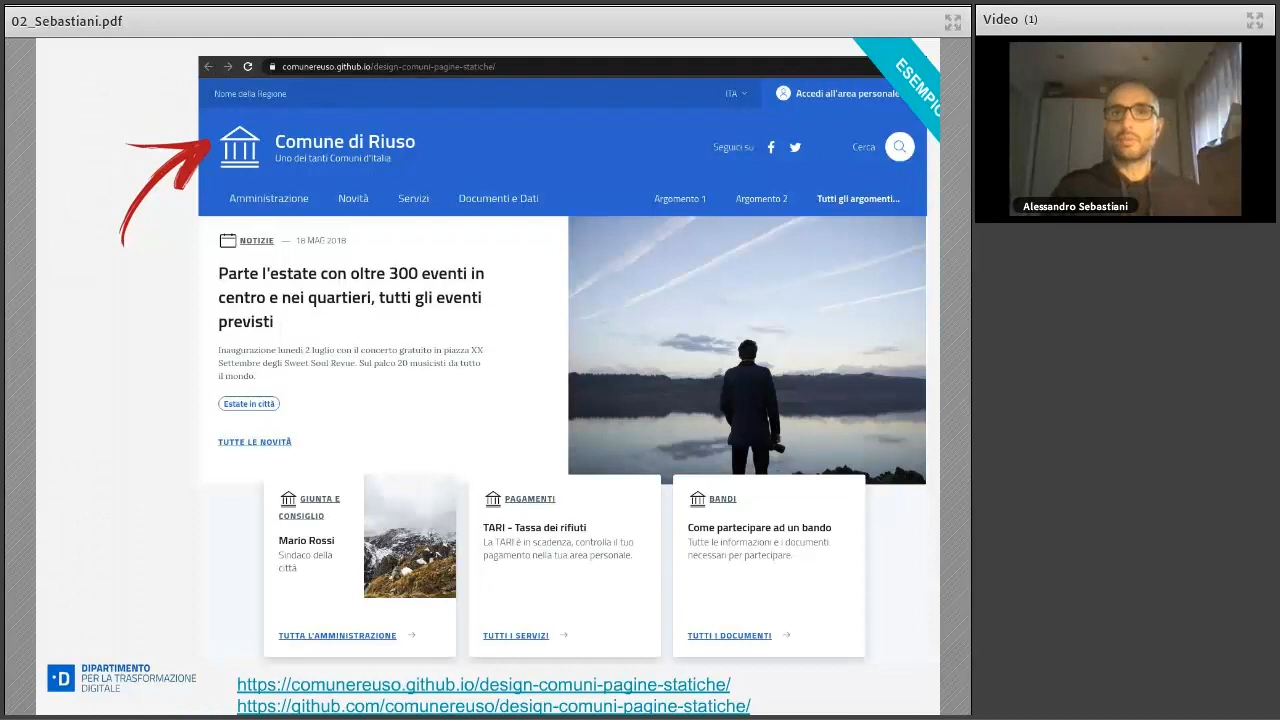 02_Sebastiani.pdf
Video (1)
comunereuso.github.io/design-comuni-pagine-statiche/
ESEMPIO
Nome della Regione
ITA
Accedi all'area personale
Comune di Riuso
Uno dei tanti Comuni d'Italia
Seguici su
Cerca
Amministrazione Novità Servizi Documenti e Dati
Argomento 1 Argomento 2 Tutti gli argomenti...
Alessandro Sebastiani
NOTIZIE — 18 MAG 2018
Parte l'estate con oltre 300 eventi in
centro e nei quartieri, tutti gli eventi
previsti
Inaugurazione lunedì 2 luglio con il concerto gratuito in piazza XX
Settembre degli Sweet Soul Revue. Sul palco 20 musicisti da tutto
il mondo.
Estate in città
TUTTE LE NOVITÀ
GIUNTA E
CONSIGLIO
Mario Rossi
Sindaco della
città
TUTTA L'AMMINISTRAZIONE
PAGAMENTI
TARI - Tassa dei rifiuti
La TARI è in scadenza, controlla il tuo
pagamento nella tua area personale.
TUTTI I SERVIZI
BANDI
Come partecipare ad un bando
Tutte le informazioni e i documenti
necessari per partecipare.
TUTTI I DOCUMENTI
DIPARTIMENTO
PER LA TRASFORMAZIONE
DIGITALE
https://comunereuso.github.io/design-comuni-pagine-statiche/
https://github.com/comunereuso/design-comuni-pagine-statiche/